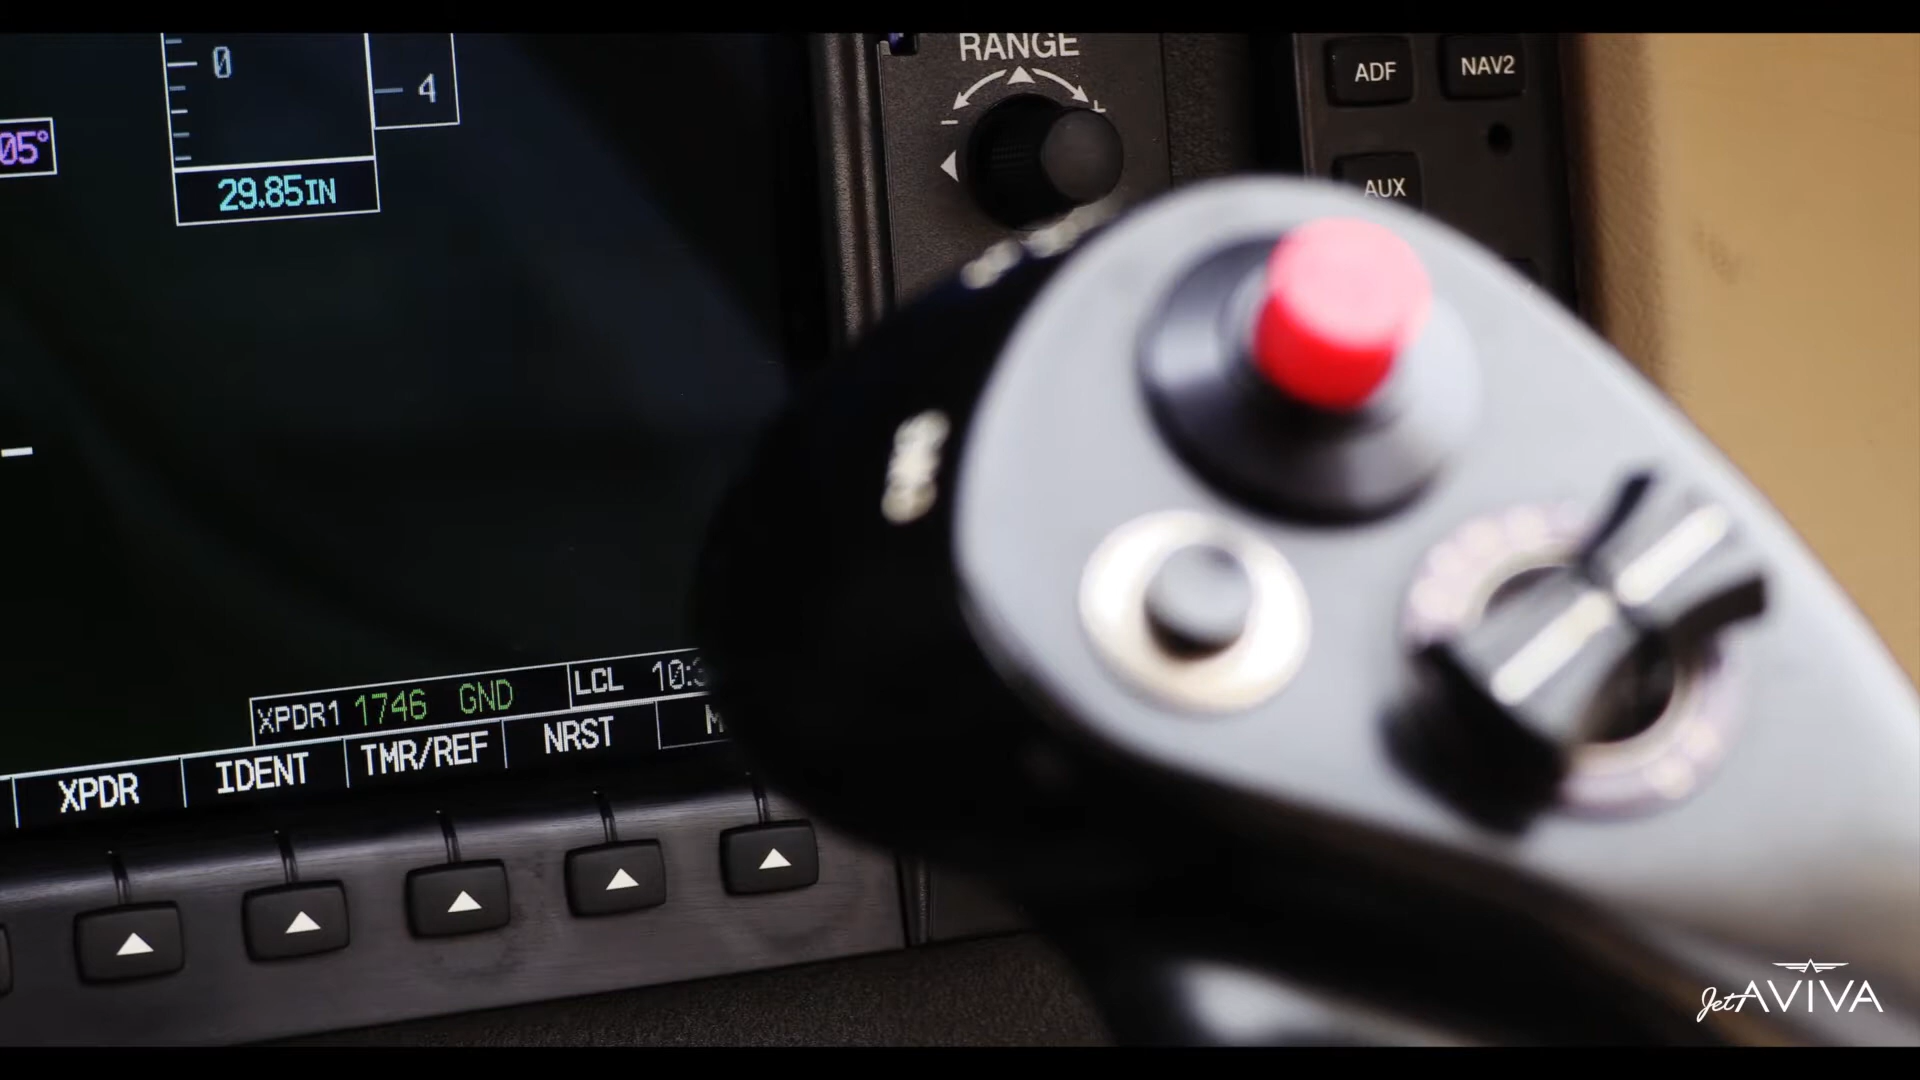 RANGE
0
4
ADF
NAV2
05°
29.85IN
AUX
XPDR1 1746 GND
LCL 10:3
XPDR
IDENT
TMR/REF
NRST
JetAVIVA